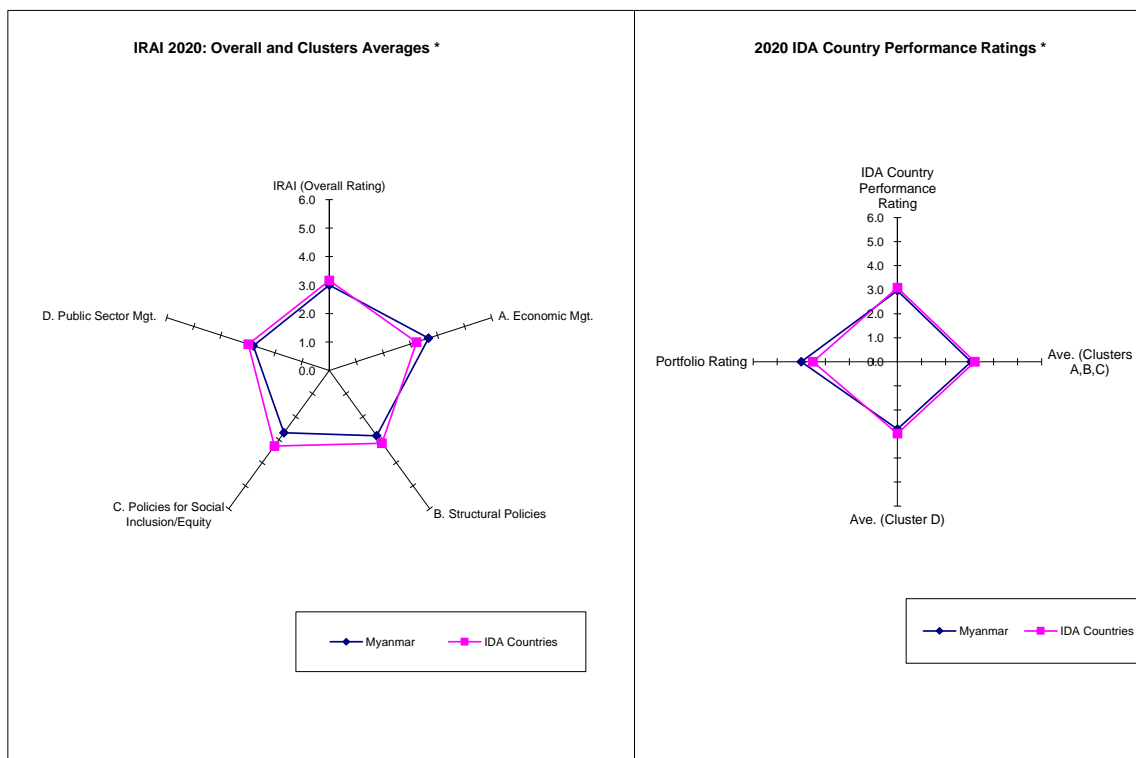 IRAI 2020: Overall and Clusters Averages *
IRAI (Overall Rating)
6.0
5.0
4.0
3.0
2.0
1.0
0.0
A. Economic Mgt.
B. Structural Policies
C. Policies for Social
Inclusion/Equity
D. Public Sector Mgt.
Myanmar
IDA Countries
2020 IDA Country Performance Ratings *
IDA Country
Performance
Rating
6.0
5.0
4.0
3.0
2.0
1.0
0.0
Ave. (Clusters
A,B,C)
Ave. (Cluster D)
Portfolio Rating
Myanmar
IDA Countries